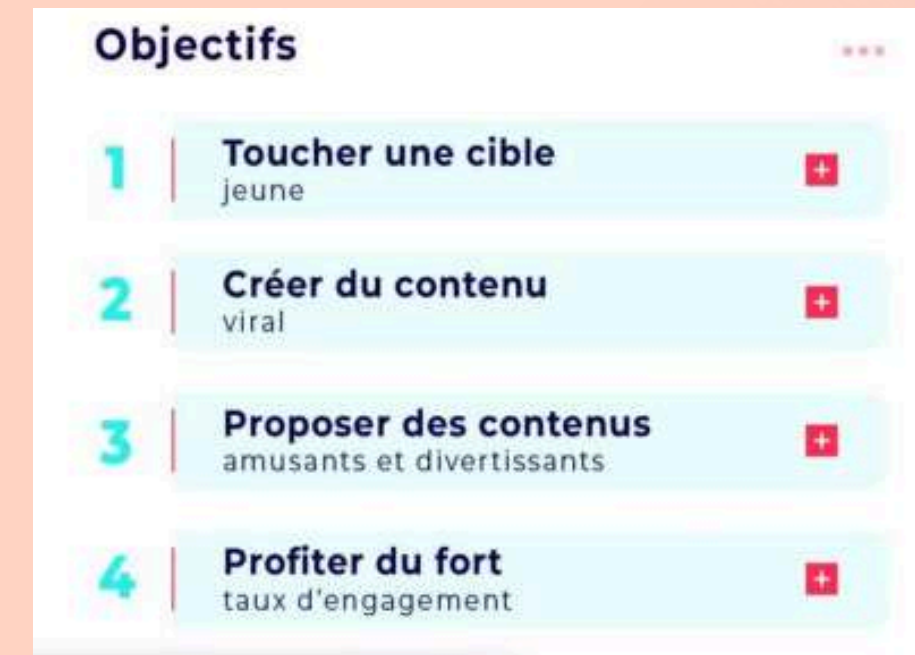 Objectifs
1
Toucher une cible
jeune
2
Créer du contenu
viral
3
Proposer des contenus
amusants et divertissants
4
Profiter du fort
taux d'engagement